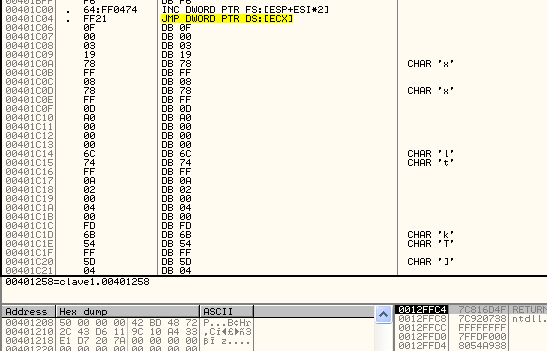 00401BFF F6 DB F6
00401C00 . 64:FF0474 INC DWORD PTR FS:[ESP+ESI*2]
00401C04 . FF21 JMP DWORD PTR DS:[ECX]
00401C06 0F DB 0F
00401C07 00 DB 00
00401C08 03 DB 03
00401C09 19 DB 19
00401C0A 78 DB 78 CHAR 'x'
00401C0B FF DB FF
00401C0C 08 DB 08
00401C0D 78 DB 78 CHAR 'x'
00401C0E FF DB FF
00401C0F 0D DB 0D
00401C10 A0 DB A0
00401C11 00 DB 00
00401C12 00 DB 00
00401C13 00 DB 00
00401C14 6C DB 6C CHAR 'l'
00401C15 74 DB 74 CHAR 't'
00401C16 FF DB FF
00401C17 0A DB 0A
00401C18 02 DB 02
00401C19 00 DB 00
00401C1A 04 DB 04
00401C1B 00 DB 00
00401C1C FD DB FD
00401C1D 6B DB 6B CHAR 'k'
00401C1E 54 DB 54 CHAR 'T'
00401C1F FF DB FF
00401C20 5D DB 5D CHAR ']'
00401C21 04 DB 04
00401258=clave1.00401258
Address Hex dump ASCII
00401208 50 00 00 00 42 BD 48 72 P...B¢Hr
00401210 2C 43 D6 11 9C 10 A4 33
00401218 E1 D7 20 7A 00 00 00 00
0012FFC4 7C816D4F RETURN
0012FFC8 7C920738 ntdll.
0012FFCC FFFFFFFF
0012FFD0 7FFDF000
0012FFD4 8054A938